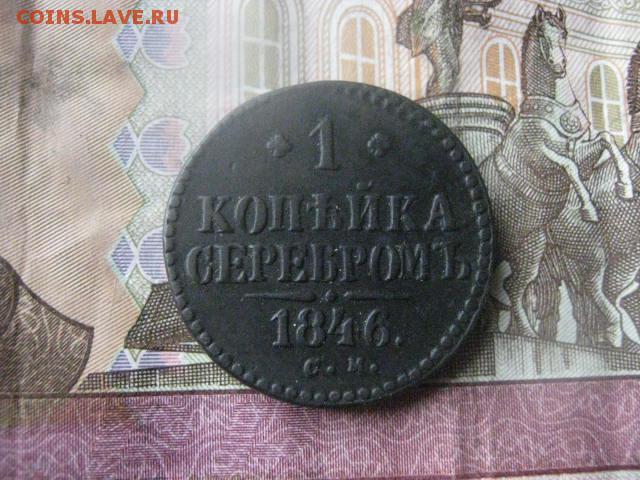 COINS.LAVE.RU
1
КОПѢЙКА
СЕРЕБРОМЪ
1846.
С. М.